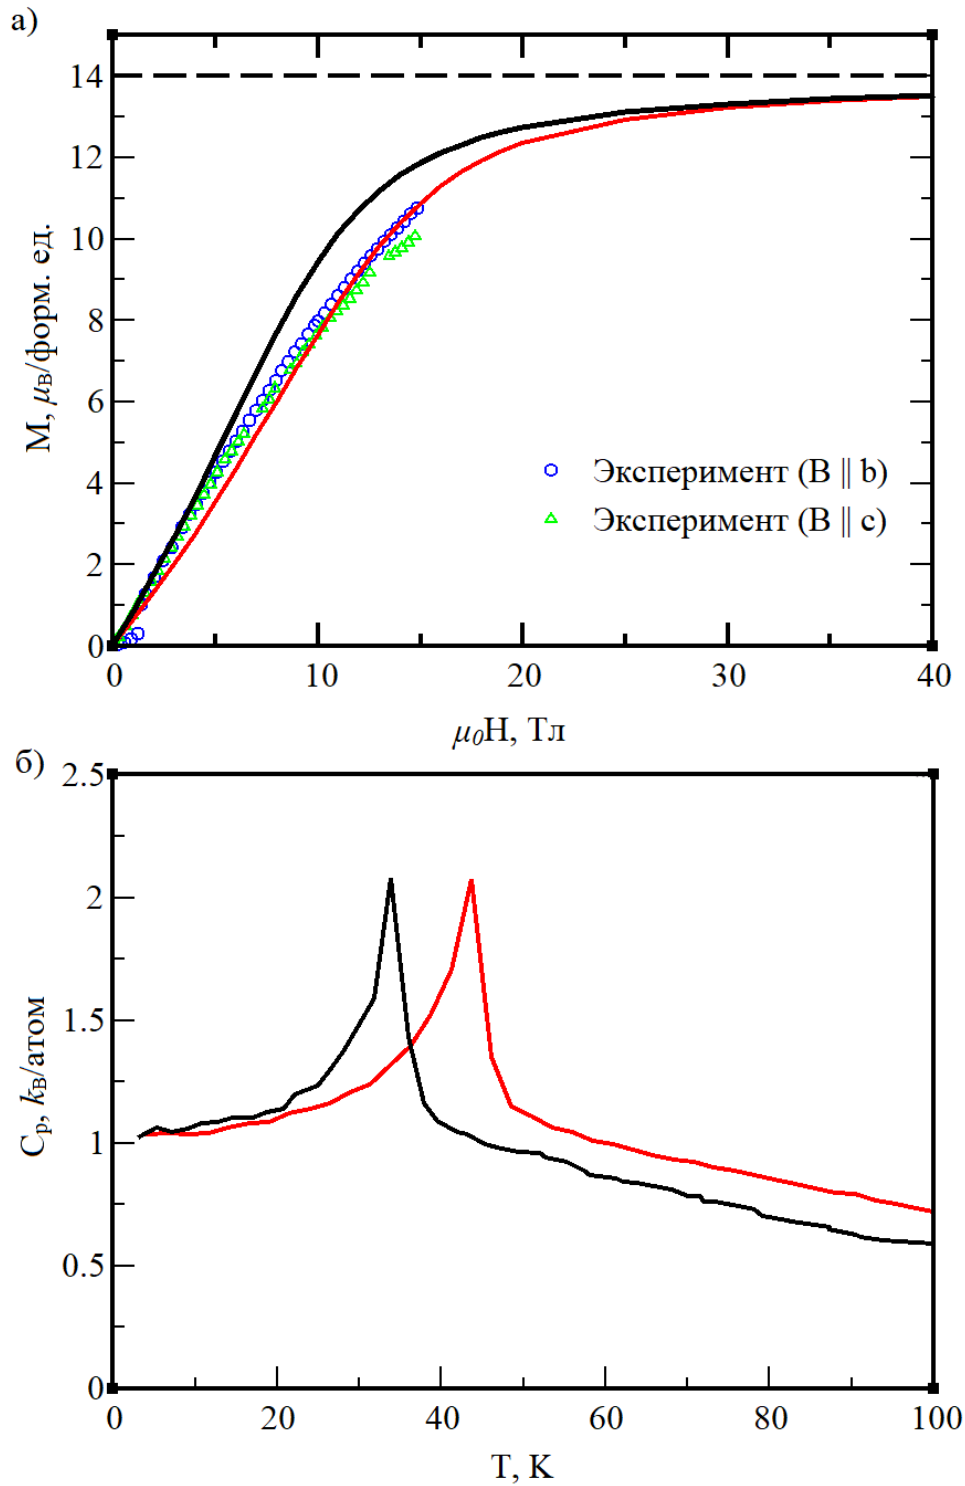 а)
14
12
10
8
6
4
2
0
M, μB/форм. ед.
Эксперимент (B || b)
Эксперимент (B || c)
0 10 20 30 40
μ0H, Тл
б)
2.5
2
1.5
1
0.5
0
Cp, kB/атом
0 20 40 60 80 100
T, K